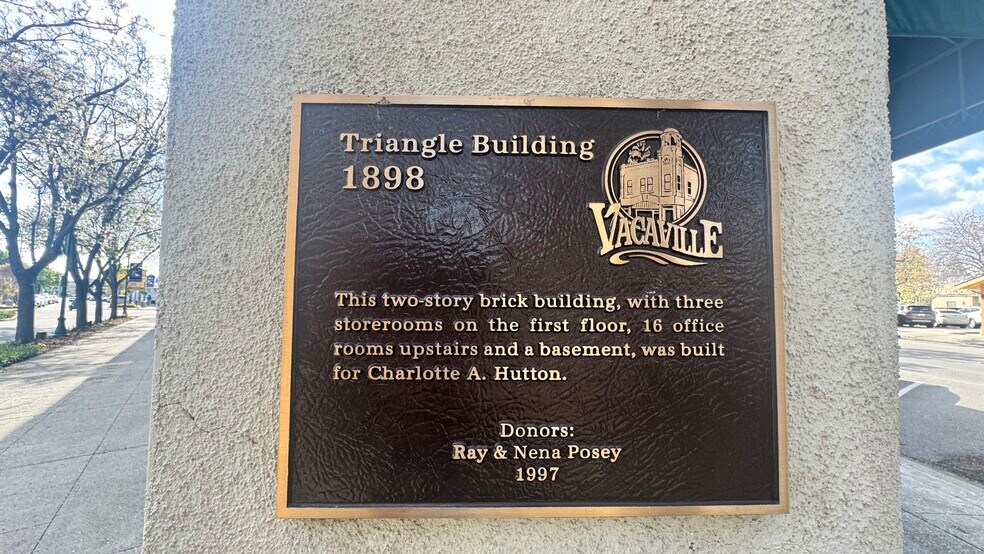 Triangle Building
1898
VACAVILLE
This two-story brick building, with three
storerooms on the first floor, 16 office
rooms upstairs and a basement, was built
for Charlotte A. Hutton.
Donors:
Ray & Nena Posey
1997